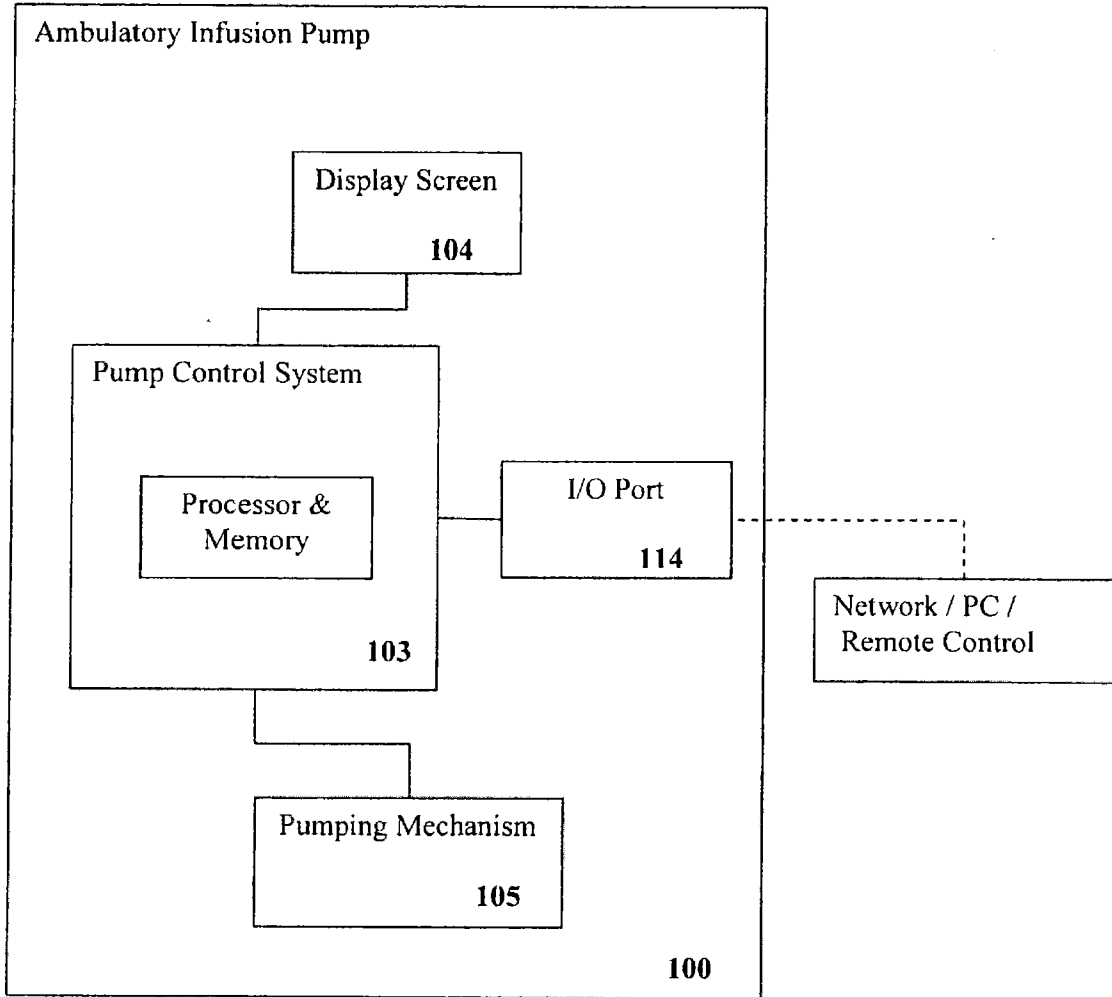 Ambulatory Infusion Pump
Display Screen
104
Pump Control System
Processor &
Memory
103
I/O Port
114
Network / PC /
Remote Control
Pumping Mechanism
105
100